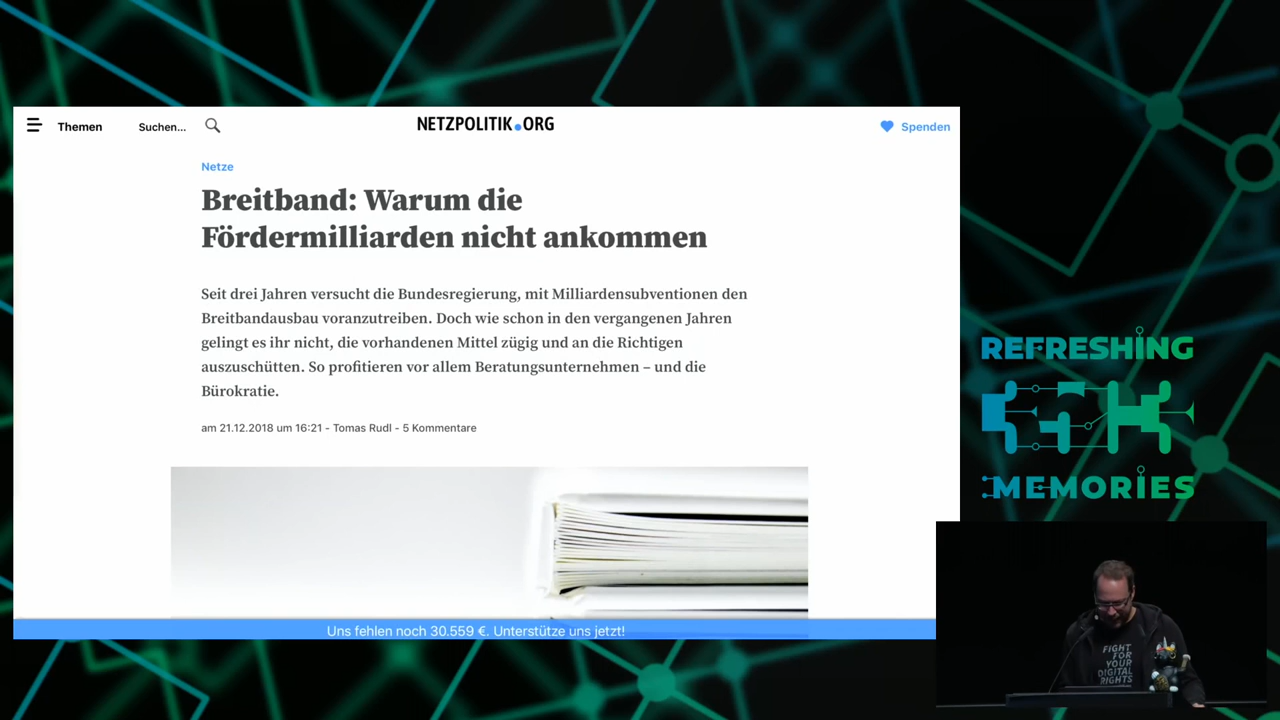 Themen
Suchen...
NETZPOLITIK.ORG
Spenden
Netze
Breitband: Warum die
Fördermilliarden nicht ankommen
Seit drei Jahren versucht die Bundesregierung, mit Milliardensubventionen den
Breitbandausbau voranzutreiben. Doch wie schon in den vergangenen Jahren
gelingt es ihr nicht, die vorhandenen Mittel zügig und an die Richtigen
auszuschütten. So profitieren vor allem Beratungsunternehmen – und die
Bürokratie.
am 21.12.2018 um 16:21 - Tomas Rudl - 5 Kommentare
Uns fehlen noch 30.559 €. Unterstütze uns jetzt!
REFRESHING
MEMORIES
FIGHT
FOR
YOUR
DIGITAL
RIGHTS